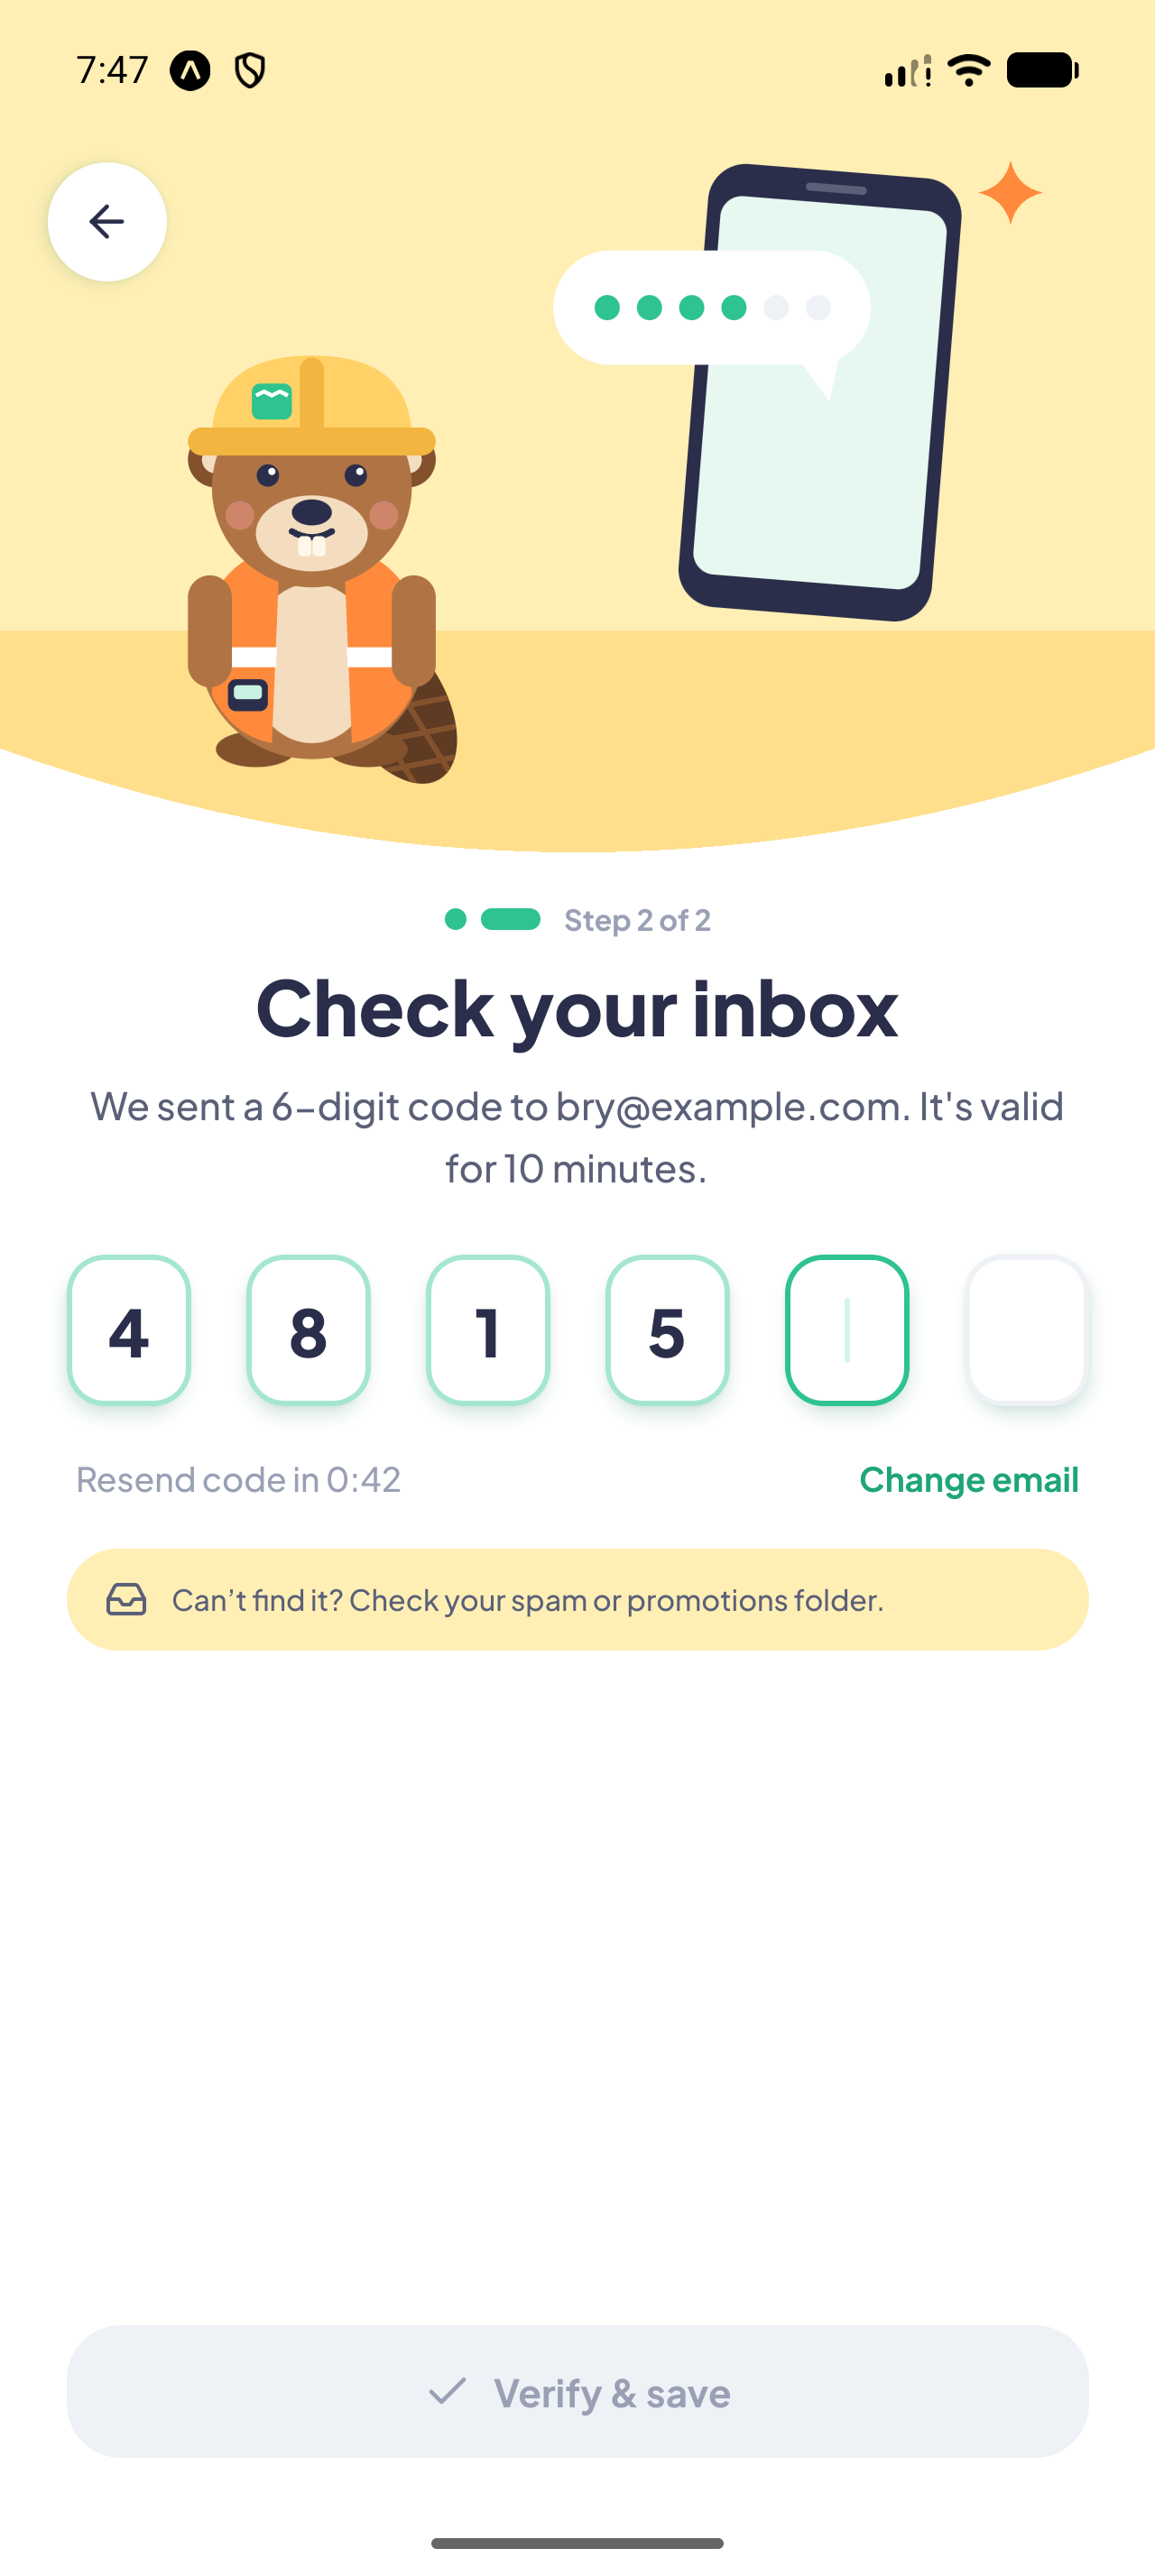 7:47
Step 2 of 2
Check your inbox
We sent a 6-digit code to bry@example.com. It's valid
for 10 minutes.
4 8 1 5
Resend code in 0:42
Change email
Can’t find it? Check your spam or promotions folder.
Verify & save